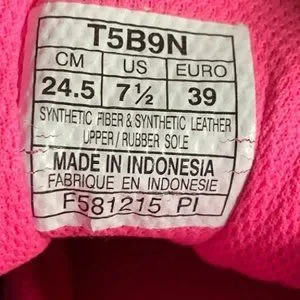 T5B9N
CM US EURO
24.5 7½ 39
SYNTHETIC FIBER & SYNTHETIC LEATHER
UPPER / RUBBER SOLE
MADE IN INDONESIA
FABRIQUE EN INDONESIE
F581215 PI